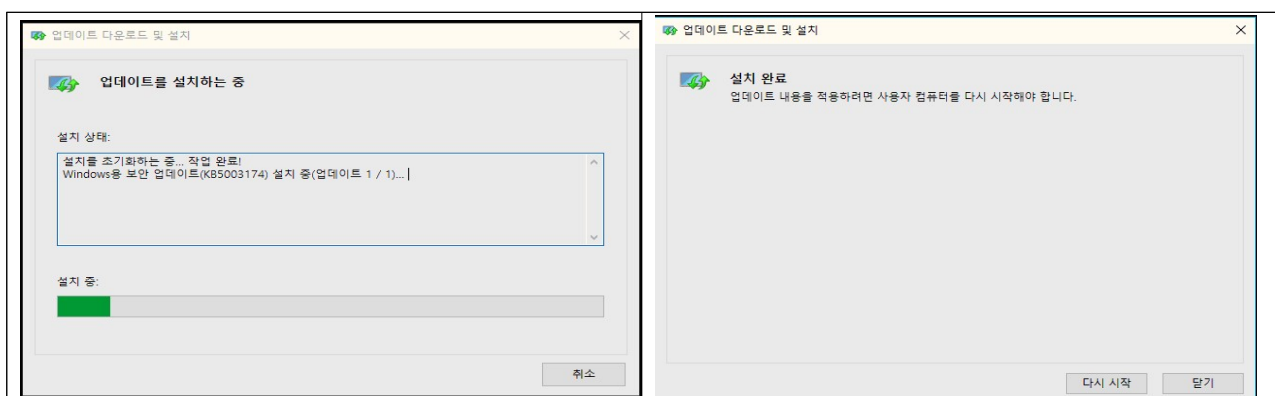 업데이트 다운로드 및 설치
업데이트를 설치하는 중
설치 상태:
설치를 초기화하는 중... 작업 완료!
Windows용 보안 업데이트(KB5003174) 설치 중(업데이트 1 / 1)...
설치 중:
취소
업데이트 다운로드 및 설치
설치 완료
업데이트 내용을 적용하려면 사용자 컴퓨터를 다시 시작해야 합니다.
다시 시작
닫기